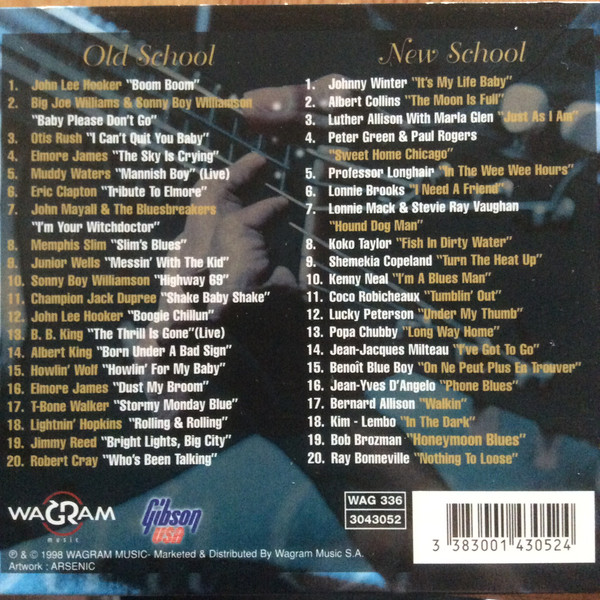 Old School
1. John Lee Hooker "Boom Boom"
2. Big Joe Williams & Sonny Boy Williamson
"Baby Please Don't Go"
3. Otis Rush "I Can't Quit You Baby"
4. Elmore James "The Sky Is Crying"
5. Muddy Waters "Mannish Boy" (Live)
6. Eric Clapton "Tribute To Elmore"
7. John Mayall & The Bluesbreakers
"I'm Your Witchdoctor"
8. Memphis Slim "Slim's Blues"
9. Junior Wells "Messin' With The Kid"
10. Sonny Boy Williamson "Highway 69"
11. Champion Jack Dupree "Shake Baby Shake"
12. John Lee Hooker "Boogie Chillun"
13. B. B. King "The Thrill Is Gone"(Live)
14. Albert King "Born Under A Bad Sign"
15. Howlin' Wolf "Howlin' For My Baby"
16. Elmore James "Dust My Broom"
17. T-Bone Walker "Stormy Monday Blue"
18. Lightnin' Hopkins "Rolling & Rolling"
19. Jimmy Reed "Bright Lights, Big City"
20. Robert Cray "Who's Been Talking"
New School
1. Johnny Winter "It's My Life Baby"
2. Albert Collins "The Moon Is Full"
3. Luther Allison With Marla Glen "Just As I Am"
4. Peter Green & Paul Rogers
"Sweet Home Chicago"
5. Professor Longhair "In The Wee Wee Hours"
6. Lonnie Brooks "I Need A Friend"
7. Lonnie Mack & Stevie Ray Vaughan
"Hound Dog Man"
8. Koko Taylor "Fish In Dirty Water"
9. Shemekia Copeland "Turn The Heat Up"
10. Kenny Neal "I'm A Blues Man"
11. Coco Robicheaux "Tumblin' Out"
12. Lucky Peterson "Under My Thumb"
13. Popa Chubby "Long Way Home"
14. Jean-Jacques Milteau "I've Got To Go"
15. Benoît Blue Boy "On Ne Peut Plus En Trouver"
16. Jean-Yves D'Angelo "Phone Blues"
17. Bernard Allison "Walkin"
18. Kim - Lembo "In The Dark"
19. Bob Brozman "Honeymoon Blues"
20. Ray Bonneville "Nothing To Loose"
WAGRAM
music
Gibson
USA
WAG 336
3043052
3 383001 430524
℗ & © 1998 WAGRAM MUSIC- Marketed & Distributed By Wagram Music S.A.
Artwork : ARSENIC